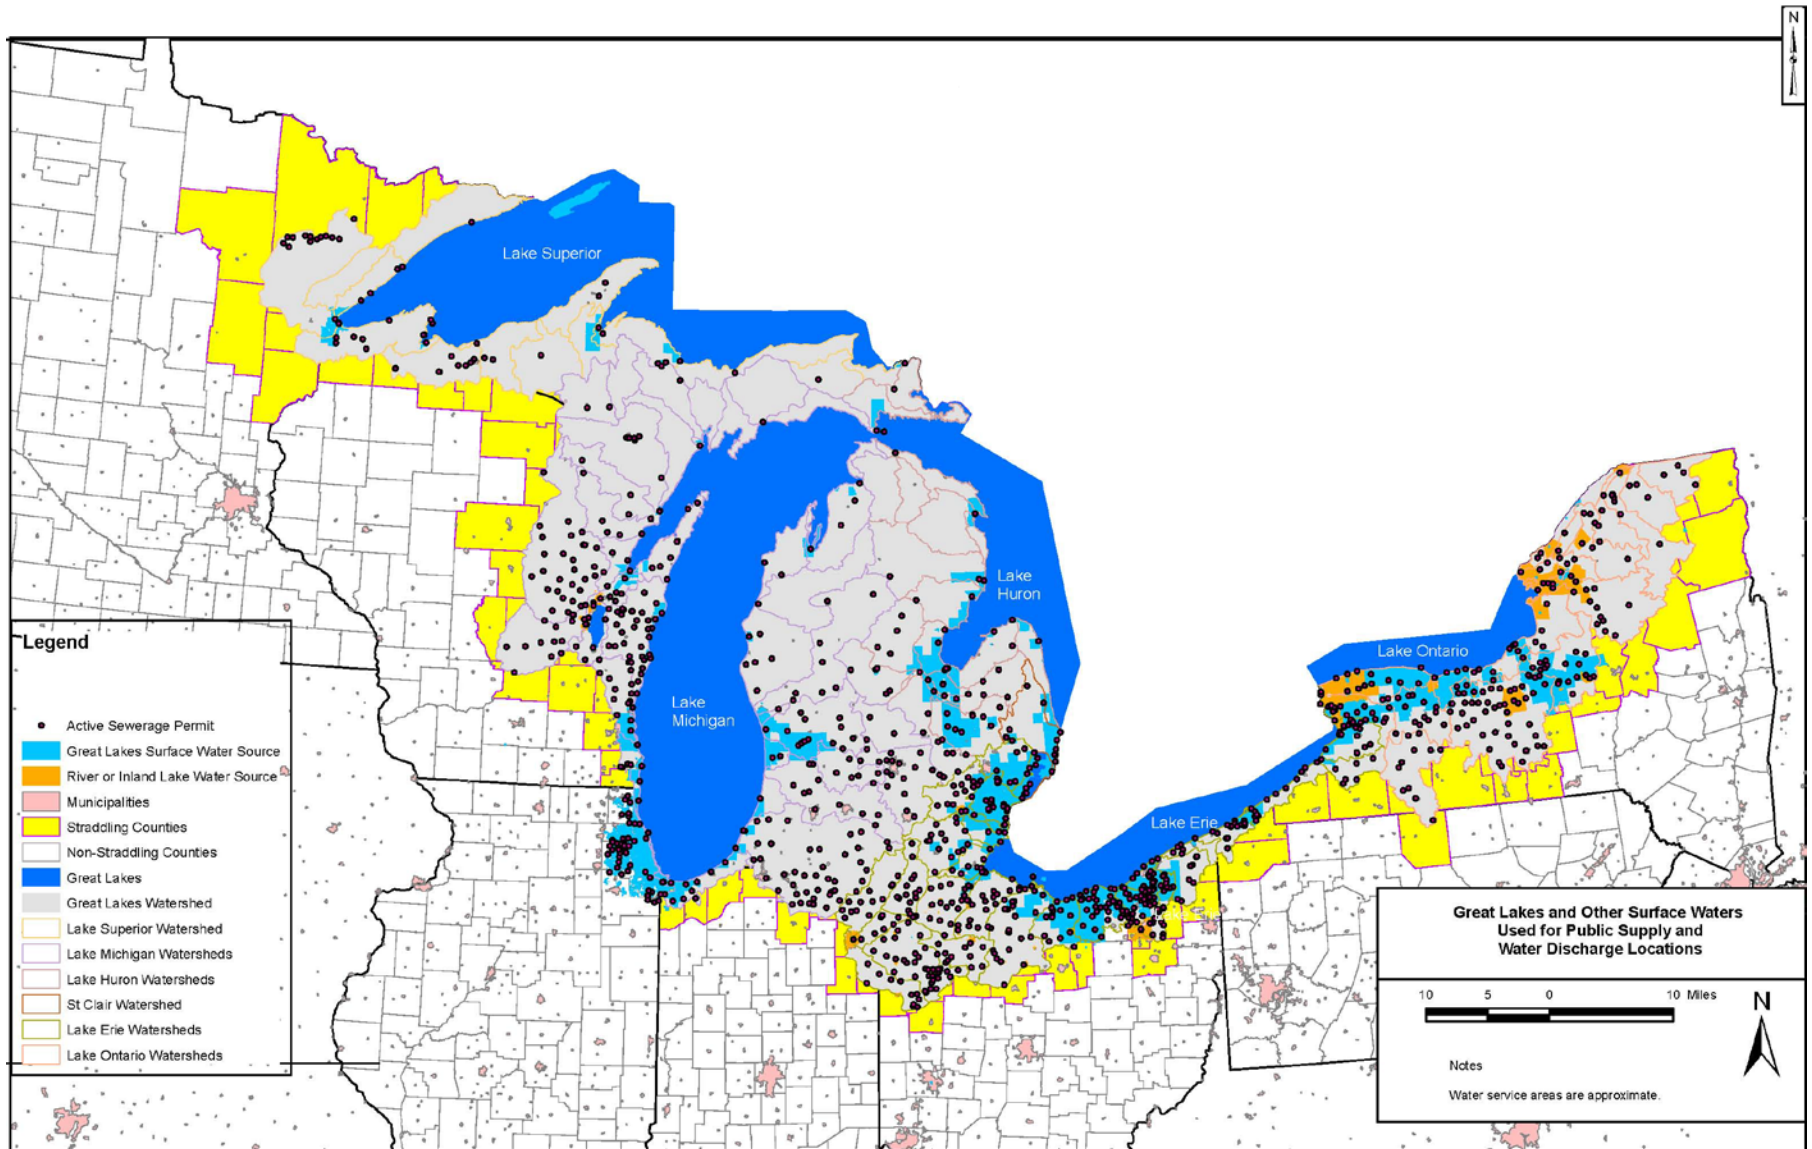 N
Lake Superior
Lake
Huron
Lake Ontario
Lake
Michigan
Lake Erie
Legend
Active Sewerage Permit
Great Lakes Surface Water Source
River or Inland Lake Water Source
Municipalities
Straddling Counties
Non-Straddling Counties
Great Lakes
Great Lakes Watershed
Lake Superior Watershed
Lake Michigan Watersheds
Lake Huron Watersheds
St Clair Watershed
Lake Erie Watersheds
Lake Ontario Watersheds
Great Lakes and Other Surface Waters
Used for Public Supply and
Water Discharge Locations
10 5 0 10 Miles
N
Notes
Water service areas are approximate.